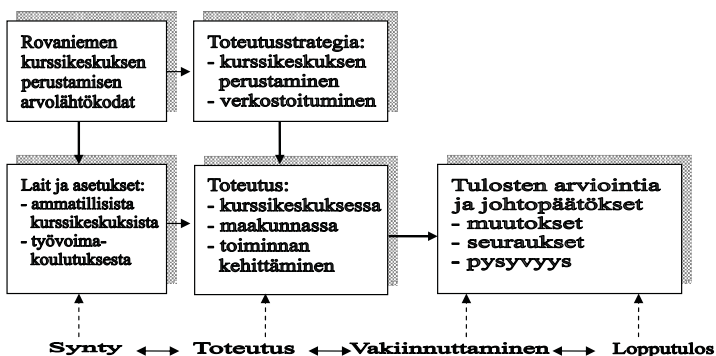 Rovaniemen
kurssikeskuksen
perustamisen
arvolähtökodat
Toteutusstrategia:
- kurssikeskuksen
perustaminen
- verkostoituminen
Lait ja asetukset:
- ammatillisista
kurssikeskuksista
- työvoima-
koulutuksesta
Toteutus:
- kurssikeskuksessa
- maakunnassa
- toiminnan
kehittäminen
Tulosten arviointia
ja johtopäätökset
- muutokset
- seuraukset
- pysyvyys
Synty Toteutus Vakiinnuttaminen Lopputulos